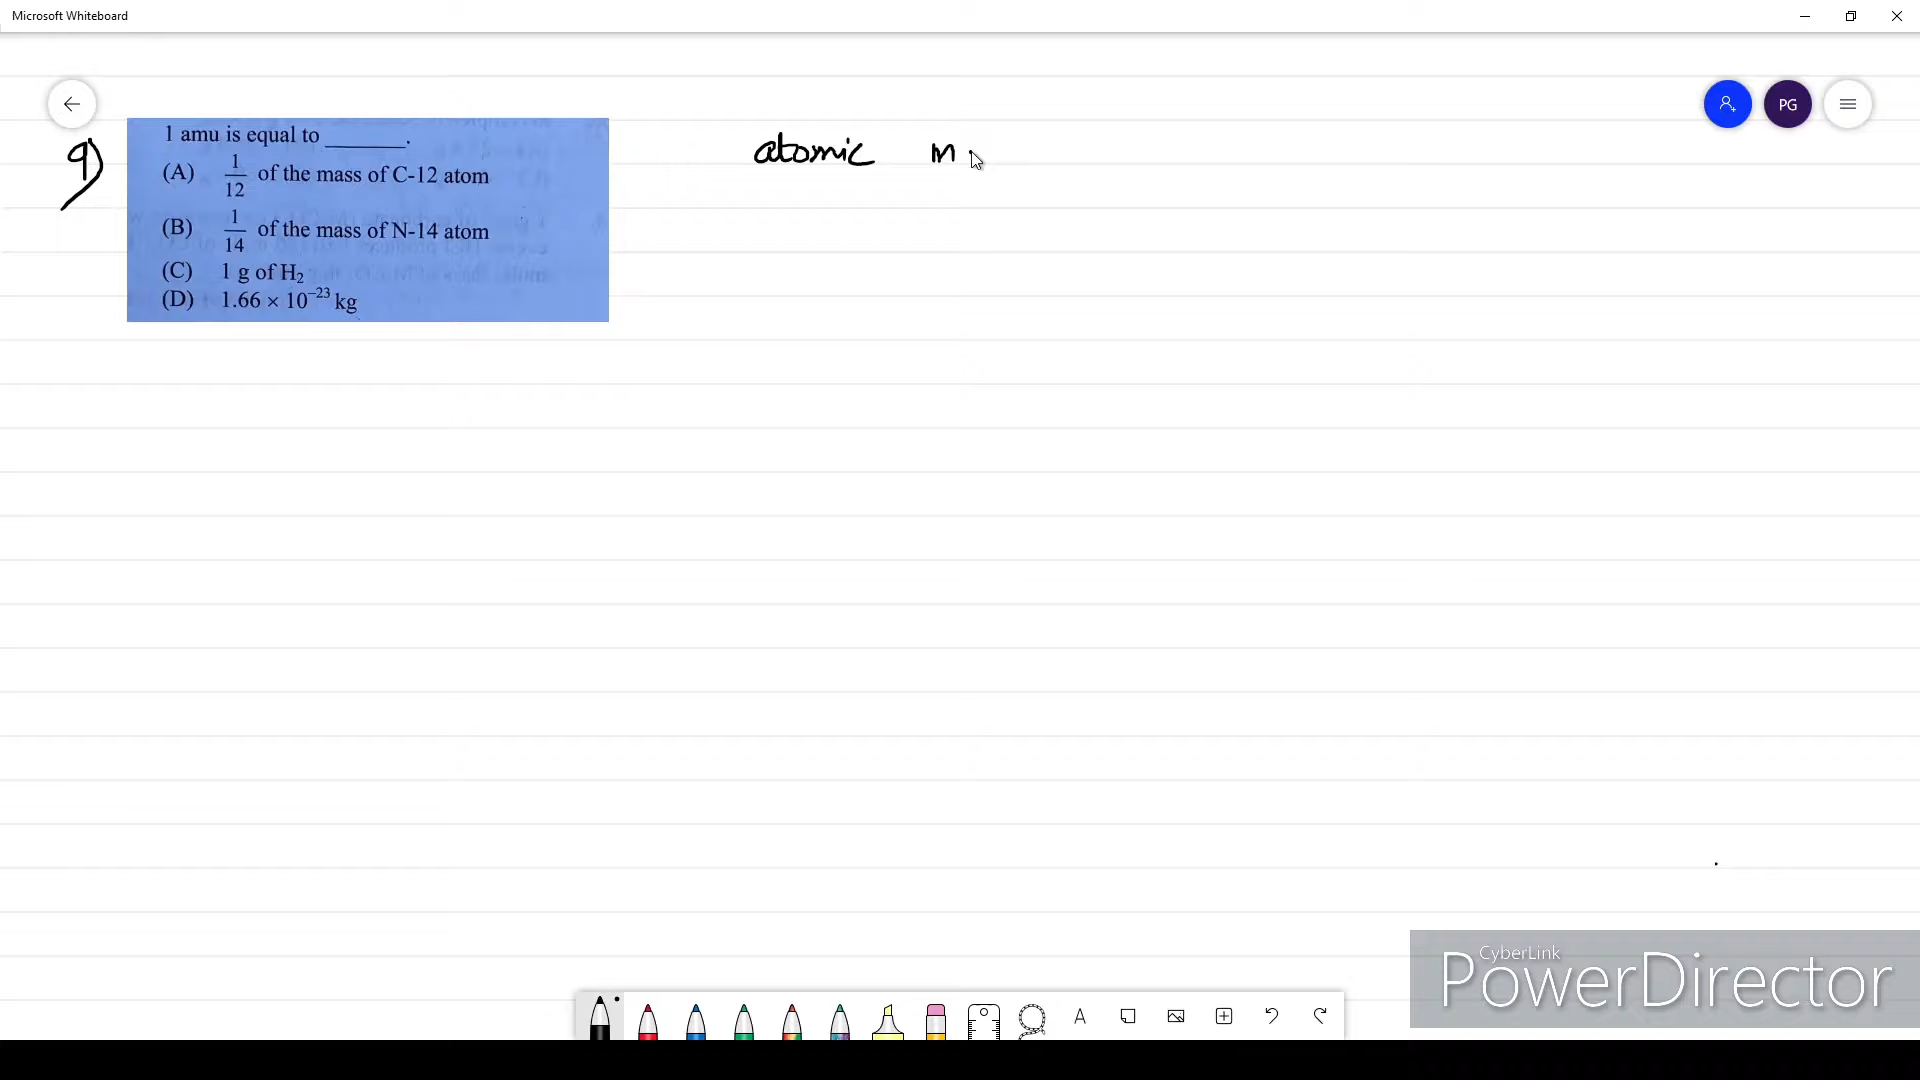 Microsoft Whiteboard
PG
9)
1 amu is equal to ________.
(A) 1/12 of the mass of C-12 atom
(B) 1/14 of the mass of N-14 atom
(C) 1 g of H₂
(D) 1.66 × 10⁻²³ kg
atomic m
A
CyberLink
PowerDirector